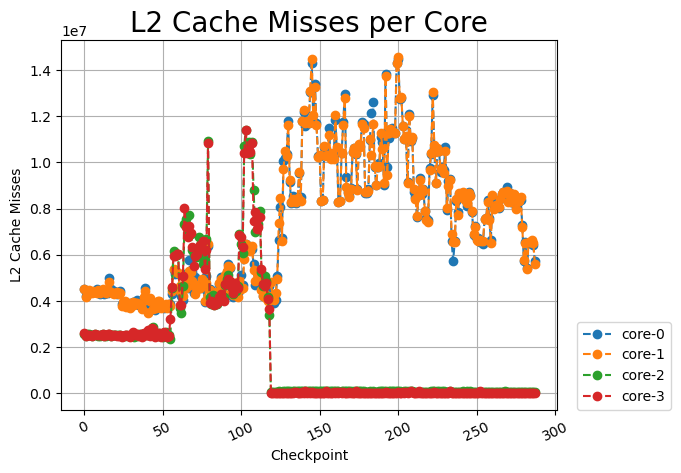 L2 Cache Misses per Core
1e7
1.4
1.2
1.0
0.8
0.6
0.4
0.2
0.0
L2 Cache Misses
0
50
100
150
200
250
300
Checkpoint
core-0
core-1
core-2
core-3